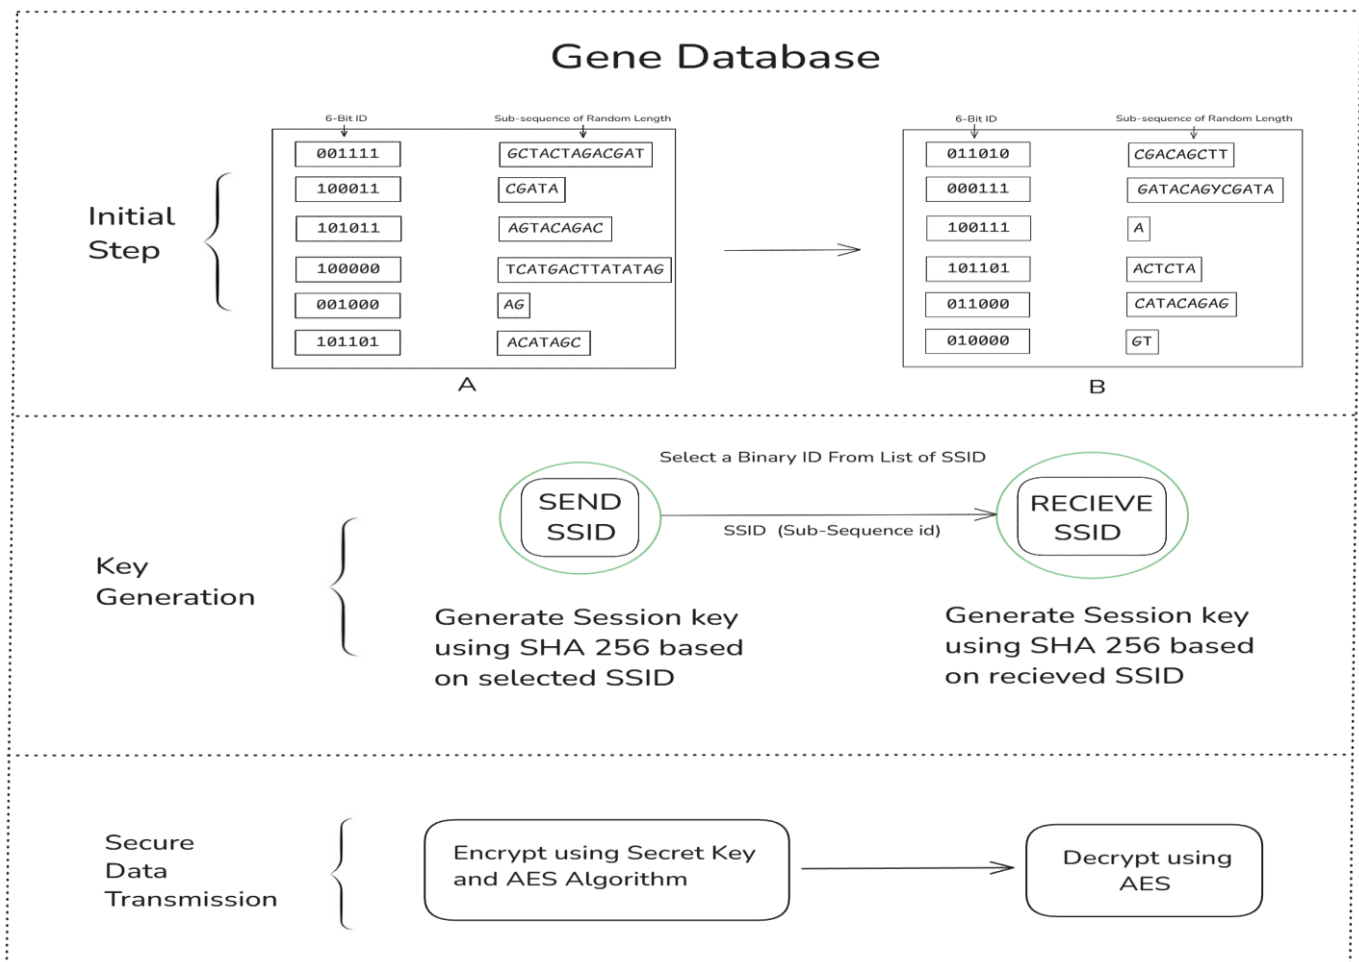 Gene Database
6-Bit ID
Sub-sequence of Random Length
6-Bit ID
Sub-sequence of Random Length
001111
GCTACTAGACGAT
011010
CGACAGCTT
100011
CGATA
000111
GATACAGYCGATA
Initial
Step
101011
AGTACAGAC
100111
A
100000
TCATGACTTATATAG
101101
ACTCTA
001000
AG
011000
CATACAGAG
101101
ACATAGC
010000
GT
A
B
Select a Binary ID From List of SSID
SEND
SSID
RECIEVE
SSID
SSID (Sub-Sequence id)
Key
Generation
Generate Session key
using SHA 256 based
on selected SSID
Generate Session key
using SHA 256 based
on recieved SSID
Secure
Data
Transmission
Encrypt using Secret Key
and AES Algorithm
Decrypt using
AES